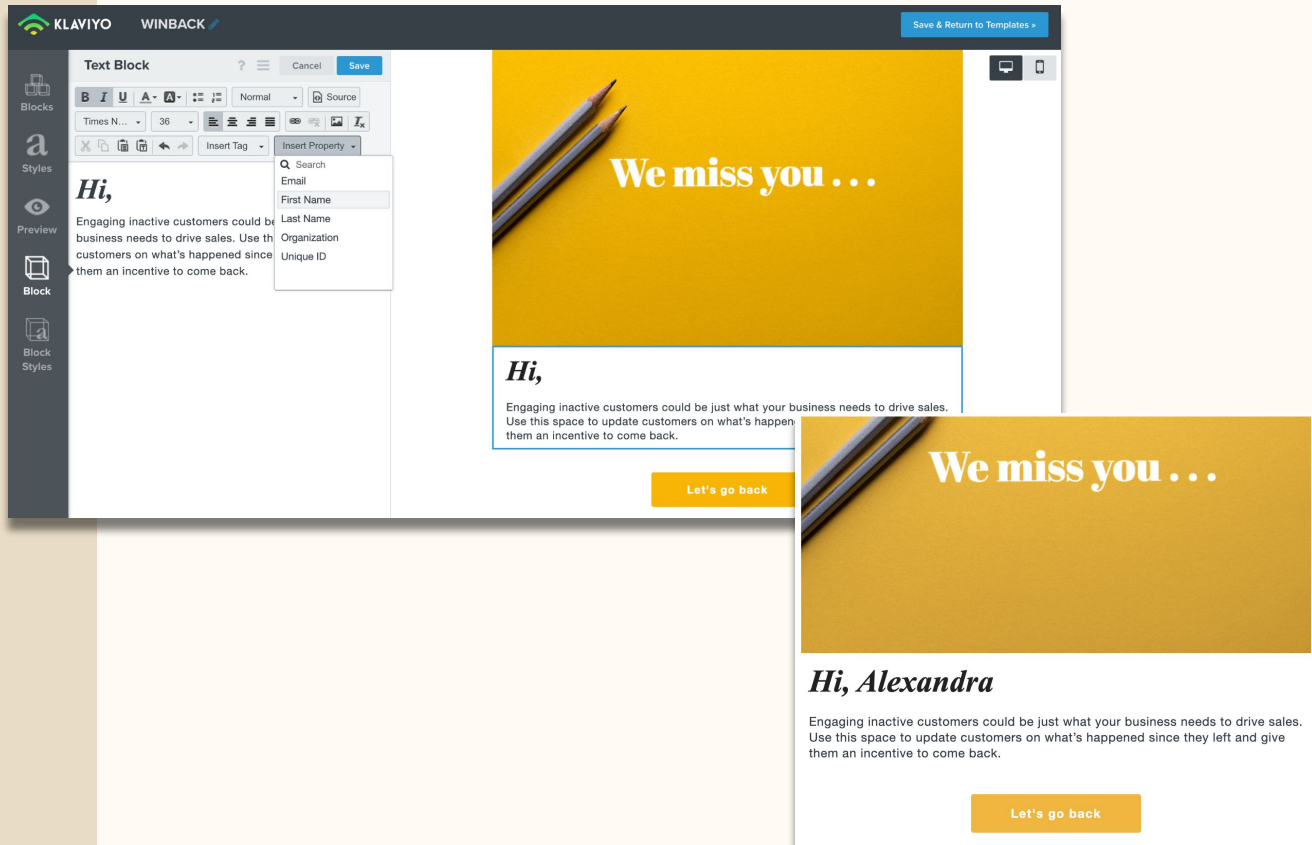 KLAVIYO WINBACK
Save & Return to Templates »
Blocks
a
Styles
Preview
Block
a
Block
Styles
Text Block ? Cancel Save
B I U A A Normal Source
Times N... 36 Ix
Insert Tag Insert Property
Search
Email
First Name
Last Name
Organization
Unique ID
Hi,
Engaging inactive customers could be
business needs to drive sales. Use th
customers on what's happened since
them an incentive to come back.
We miss you . . .
Hi,
Engaging inactive customers could be just what your business needs to drive sales.
Use this space to update customers on what's happen
them an incentive to come back.
Let's go back
We miss you . . .
Hi, Alexandra
Engaging inactive customers could be just what your business needs to drive sales.
Use this space to update customers on what's happened since they left and give
them an incentive to come back.
Let's go back